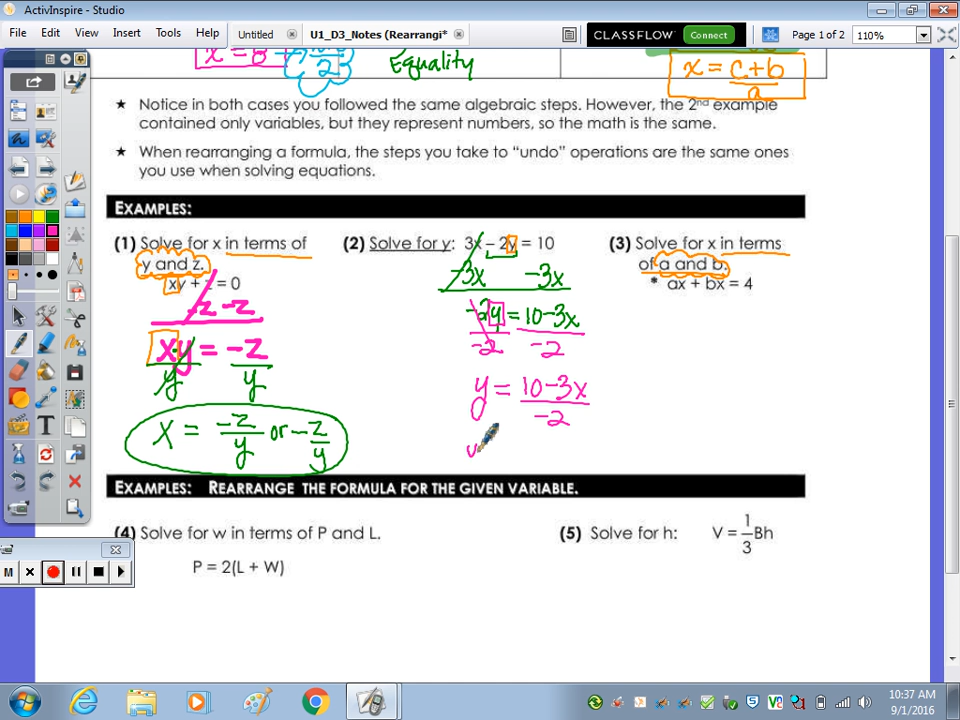 ActivInspire - Studio
File Edit View Insert Tools Help
Untitled
U1_D3_Notes (Rearrangi*
CLASSFLOW Connect
Page 1 of 2
110%
x = 8
2
Equality
x = c+b
a
★ Notice in both cases you followed the same algebraic steps. However, the 2nd example
contained only variables, but they represent numbers, so the math is the same.
★ When rearranging a formula, the steps you take to “undo” operations are the same ones
you use when solving equations.
EXAMPLES:
(1) Solve for x in terms of
y and z.
xy + z = 0
-z -z
xy = -z
y y
x = -z/y or -z/y
(2) Solve for y: 3x – 2y = 10
-3x -3x
-2y = 10-3x
-2 -2
y = 10-3x
-2
(3) Solve for x in terms
of a and b.
* ax + bx = 4
EXAMPLES: REARRANGE THE FORMULA FOR THE GIVEN VARIABLE.
(4) Solve for w in terms of P and L.
P = 2(L + W)
(5) Solve for h: V = 1/3 Bh
M
10:37 AM
9/1/2016